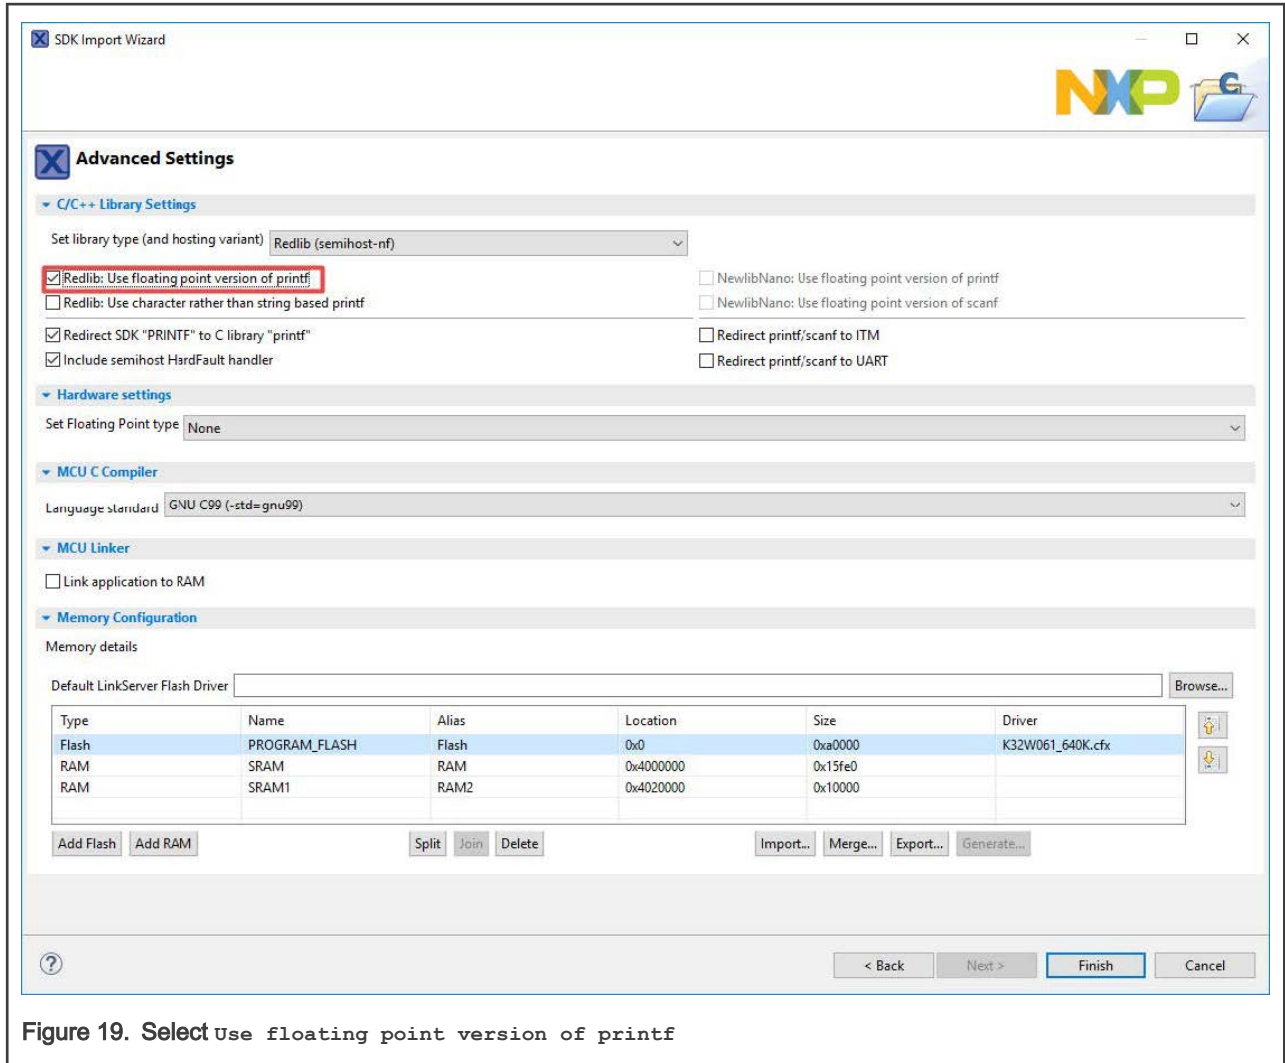 SDK Import Wizard
NXP
Advanced Settings
C/C++ Library Settings
Set library type (and hosting variant) Redlib (semihost-nf)
Redlib: Use floating point version of printf NewlibNano: Use floating point version of printf
Redlib: Use character rather than string based printf NewlibNano: Use floating point version of scanf
Redirect SDK "PRINTF" to C library "printf" Redirect printf/scanf to ITM
Include semihost HardFault handler Redirect printf/scanf to UART
Hardware settings
Set Floating Point type None
MCU C Compiler
Language standard GNU C99 (-std=gnu99)
MCU Linker
Link application to RAM
Memory Configuration
Memory details
Default LinkServer Flash Driver Browse...
Type Name Alias Location Size Driver
Flash PROGRAM_FLASH Flash 0x0 0xa0000 K32W061_640K.cfx
RAM SRAM RAM 0x4000000 0x15fe0
RAM SRAM1 RAM2 0x4020000 0x10000
Add Flash Add RAM Split Join Delete Import... Merge... Export... Generate...
? < Back Next > Finish Cancel
Figure 19. Select Use floating point version of printf